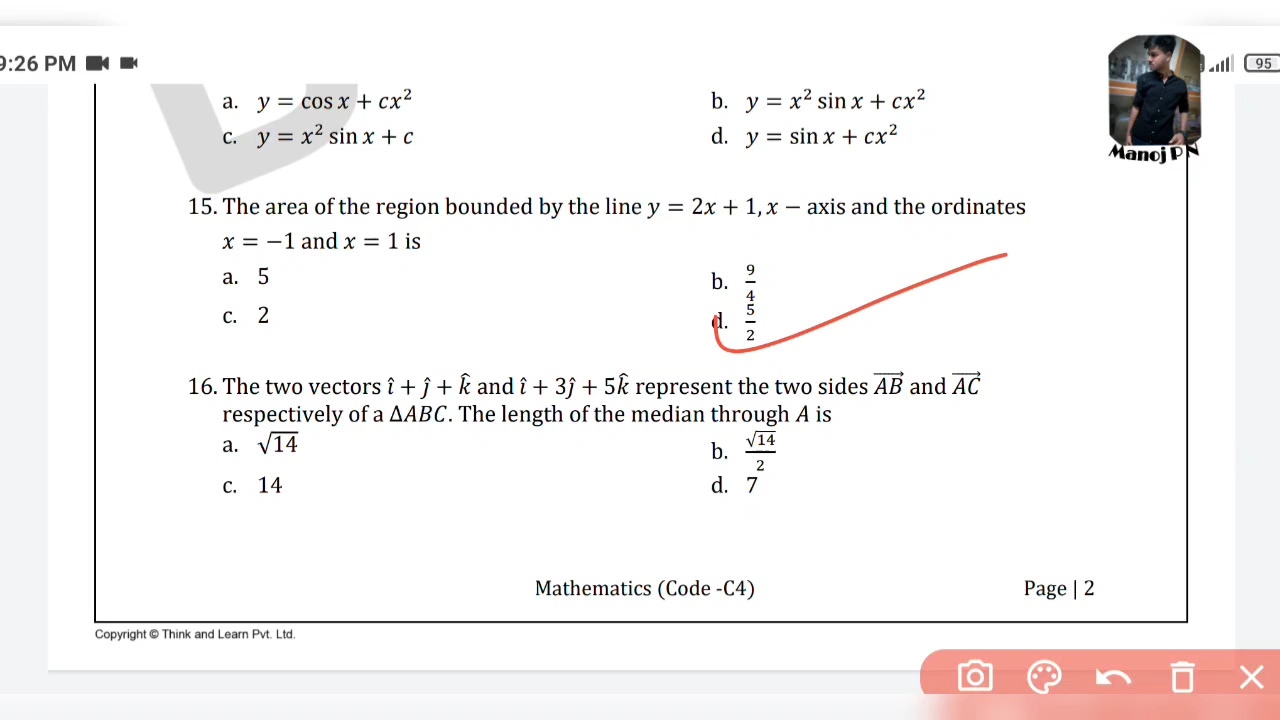 9:26 PM
95
Manoj P N
a. y = cos x + cx²
b. y = x² sin x + cx²
c. y = x² sin x + c
d. y = sin x + cx²
15. The area of the region bounded by the line y = 2x + 1, x − axis and the ordinates
x = −1 and x = 1 is
a. 5
b. 9/4
c. 2
d. 5/2
16. The two vectors î + ĵ + k̂ and î + 3ĵ + 5k̂ represent the two sides A⃗B⃗ and A⃗C⃗
respectively of a ΔABC. The length of the median through A is
a. √14
b. √14/2
c. 14
d. 7
Mathematics (Code -C4)
Page | 2
Copyright © Think and Learn Pvt. Ltd.